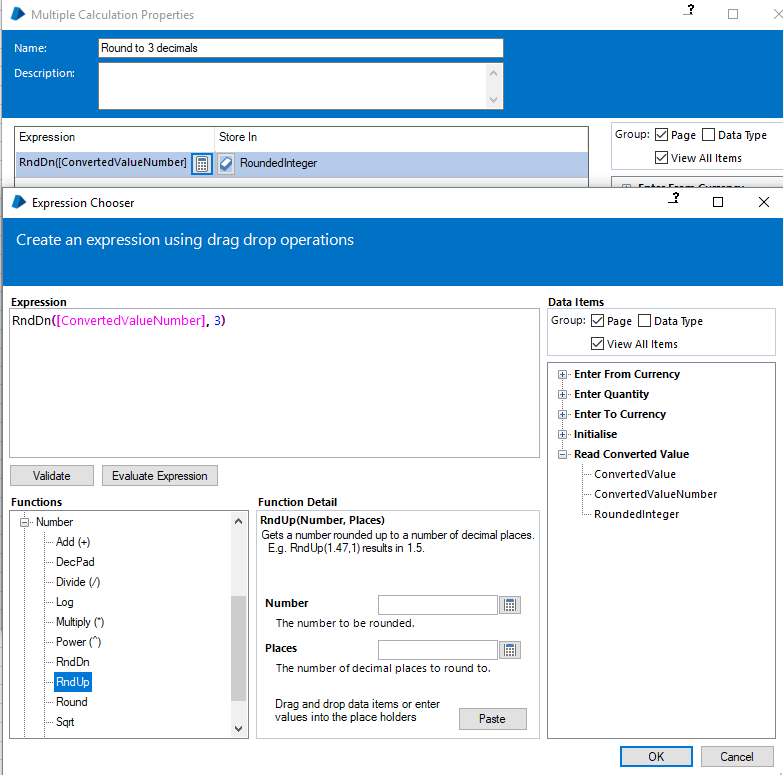 Multiple Calculation Properties
?
Name: Round to 3 decimals
Description:
Expression Store In
RndDn([ConvertedValueNumber] RoundedInteger
Group: Page Data Type
View All Items
Enter From Currency
Expression Chooser
?
Create an expression using drag drop operations
Expression
RndDn([ConvertedValueNumber], 3)
Validate Evaluate Expression
Data Items
Group: Page Data Type
View All Items
Enter From Currency
Enter Quantity
Enter To Currency
Initialise
Read Converted Value
ConvertedValue
ConvertedValueNumber
RoundedInteger
Functions
Number
Add (+)
DecPad
Divide (/)
Log
Multiply (*)
Power (^)
RndDn
RndUp
Round
Sqrt
Function Detail
RndUp(Number, Places)
Gets a number rounded up to a number of decimal places.
E.g. RndUp(1.47,1) results in 1.5.
Number
The number to be rounded.
Places
The number of decimal places to round to.
Drag and drop data items or enter
values into the place holders
Paste
OK Cancel